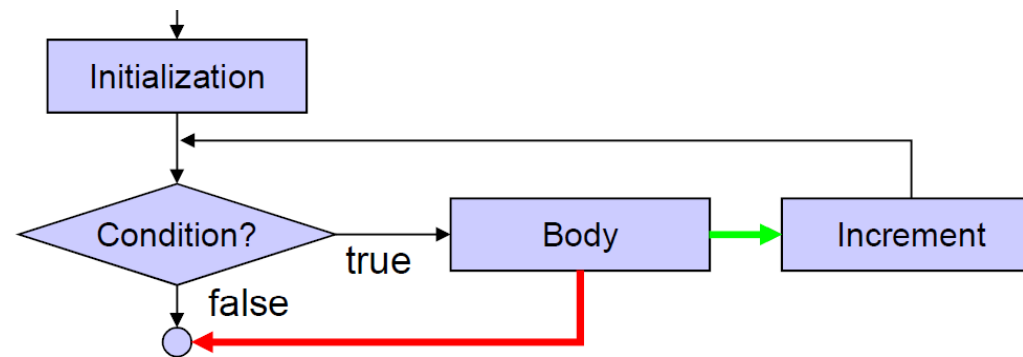 Initialization
Condition?
true
Body
Increment
false